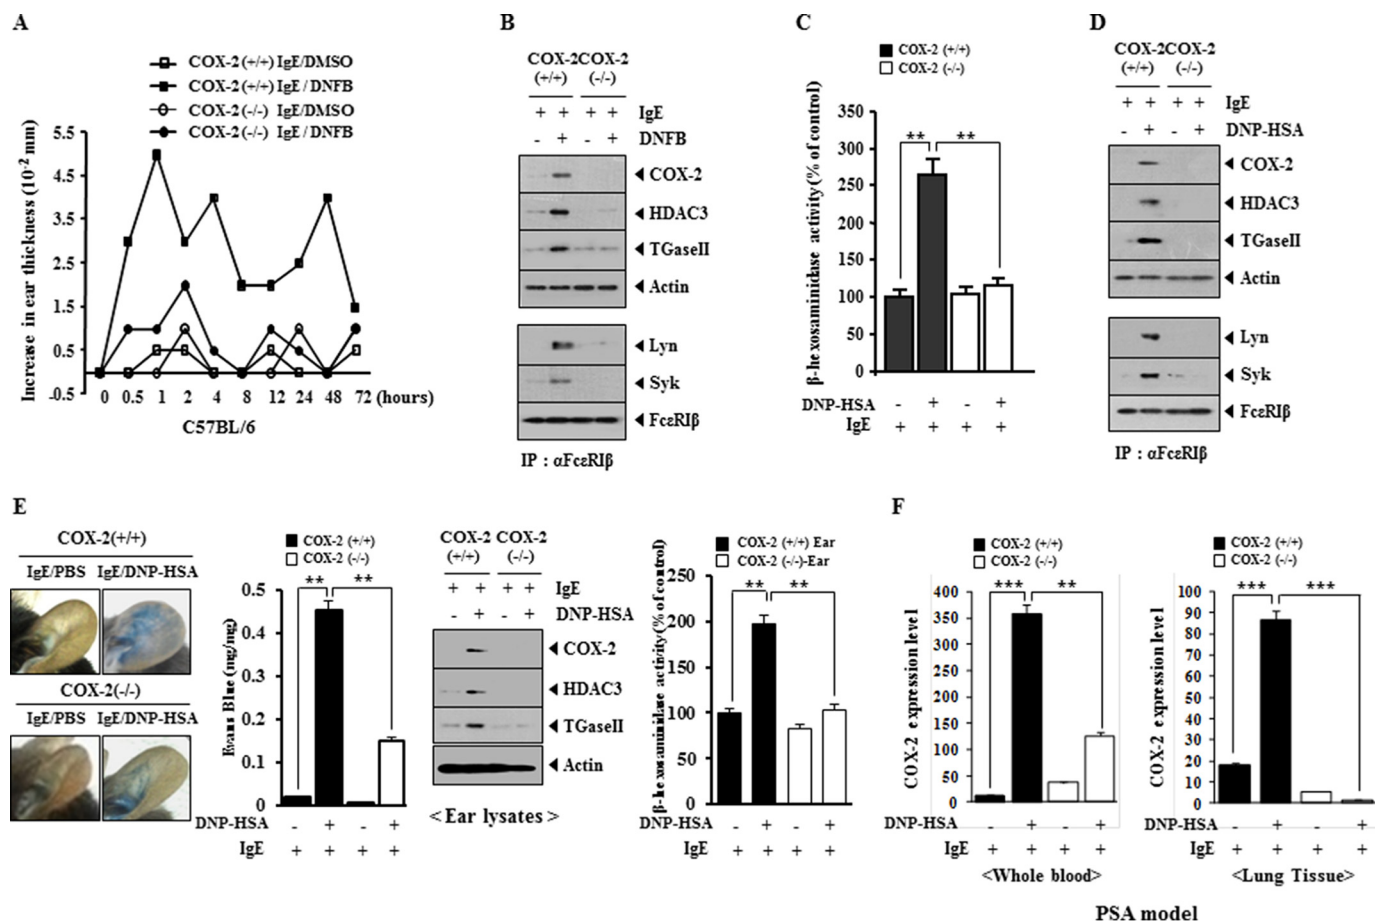 A
COX-2 (+/+) IgE/DMSO
COX-2 (+/+) IgE / DNFB
COX-2 (-/-) IgE/DMSO
COX-2 (-/-) IgE / DNFB
Increase in ear thickness (10-2 mm)
5.5
4.5
3.5
2.5
1.5
0.5
-0.5
0 0.5 1 2 4 8 12 24 48 72 (hours)
C57BL/6
B
COX-2 COX-2
(+/+) (-/-)
+ + + + IgE
- + - + DNFB
COX-2
HDAC3
TGaseII
Actin
Lyn
Syk
FcεRIβ
IP : αFcεRIβ
C
COX-2 (+/+)
COX-2 (-/-)
β-hexosaminidase activity (% of control)
350
300
250
200
150
100
50
0
** **
DNP-HSA - + - +
IgE + + + +
D
COX-2 COX-2
(+/+) (-/-)
+ + + + IgE
- + - + DNP-HSA
COX-2
HDAC3
TGaseII
Actin
Lyn
Syk
FcεRIβ
IP : αFcεRIβ
E
COX-2(+/+)
IgE/PBS IgE/DNP-HSA
COX-2(-/-)
IgE/PBS IgE/DNP-HSA
COX-2 (+/+)
COX-2 (-/-)
Evans Blue (mg/mg)
0.5
0.4
0.3
0.2
0.1
0
** **
DNP-HSA - + - +
IgE + + + +
COX-2 COX-2
(+/+) (-/-)
+ + + + IgE
- + - + DNP-HSA
COX-2
HDAC3
TGaseII
Actin
< Ear lysates >
COX-2 (+/+) Ear
COX-2 (-/-)-Ear
β-hexosaminidase activity (% of control)
250
200
150
100
50
0
** **
DNP-HSA - + - +
IgE + + + +
F
COX-2 (+/+)
COX-2 (-/-)
COX-2 expression level
400
350
300
250
200
150
100
50
0
*** **
DNP-HSA - + - +
IgE + + + +
<Whole blood>
COX-2 (+/+)
COX-2 (-/-)
COX-2 expression level
100
90
80
70
60
50
40
30
20
10
0
*** ***
DNP-HSA - + - +
IgE + + + +
<Lung Tissue>
PSA model